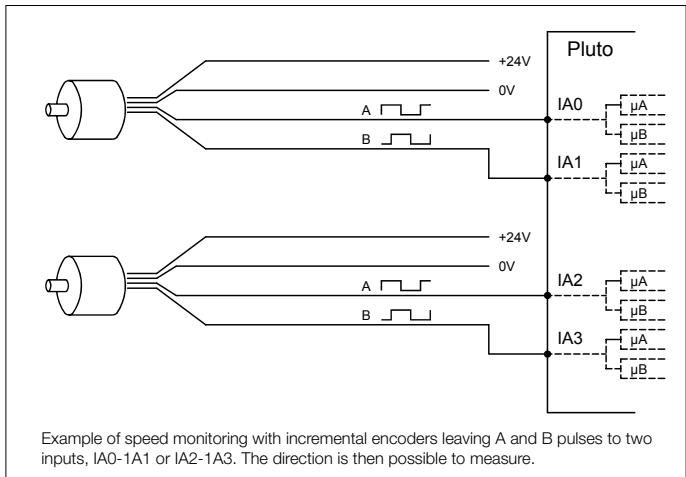 Pluto
+24V
0V
A
IA0
µA
µB
B
IA1
µA
µB
+24V
0V
A
IA2
µA
µB
B
IA3
µA
µB
Example of speed monitoring with incremental encoders leaving A and B pulses to two
inputs, IA0-1A1 or IA2-1A3. The direction is then possible to measure.